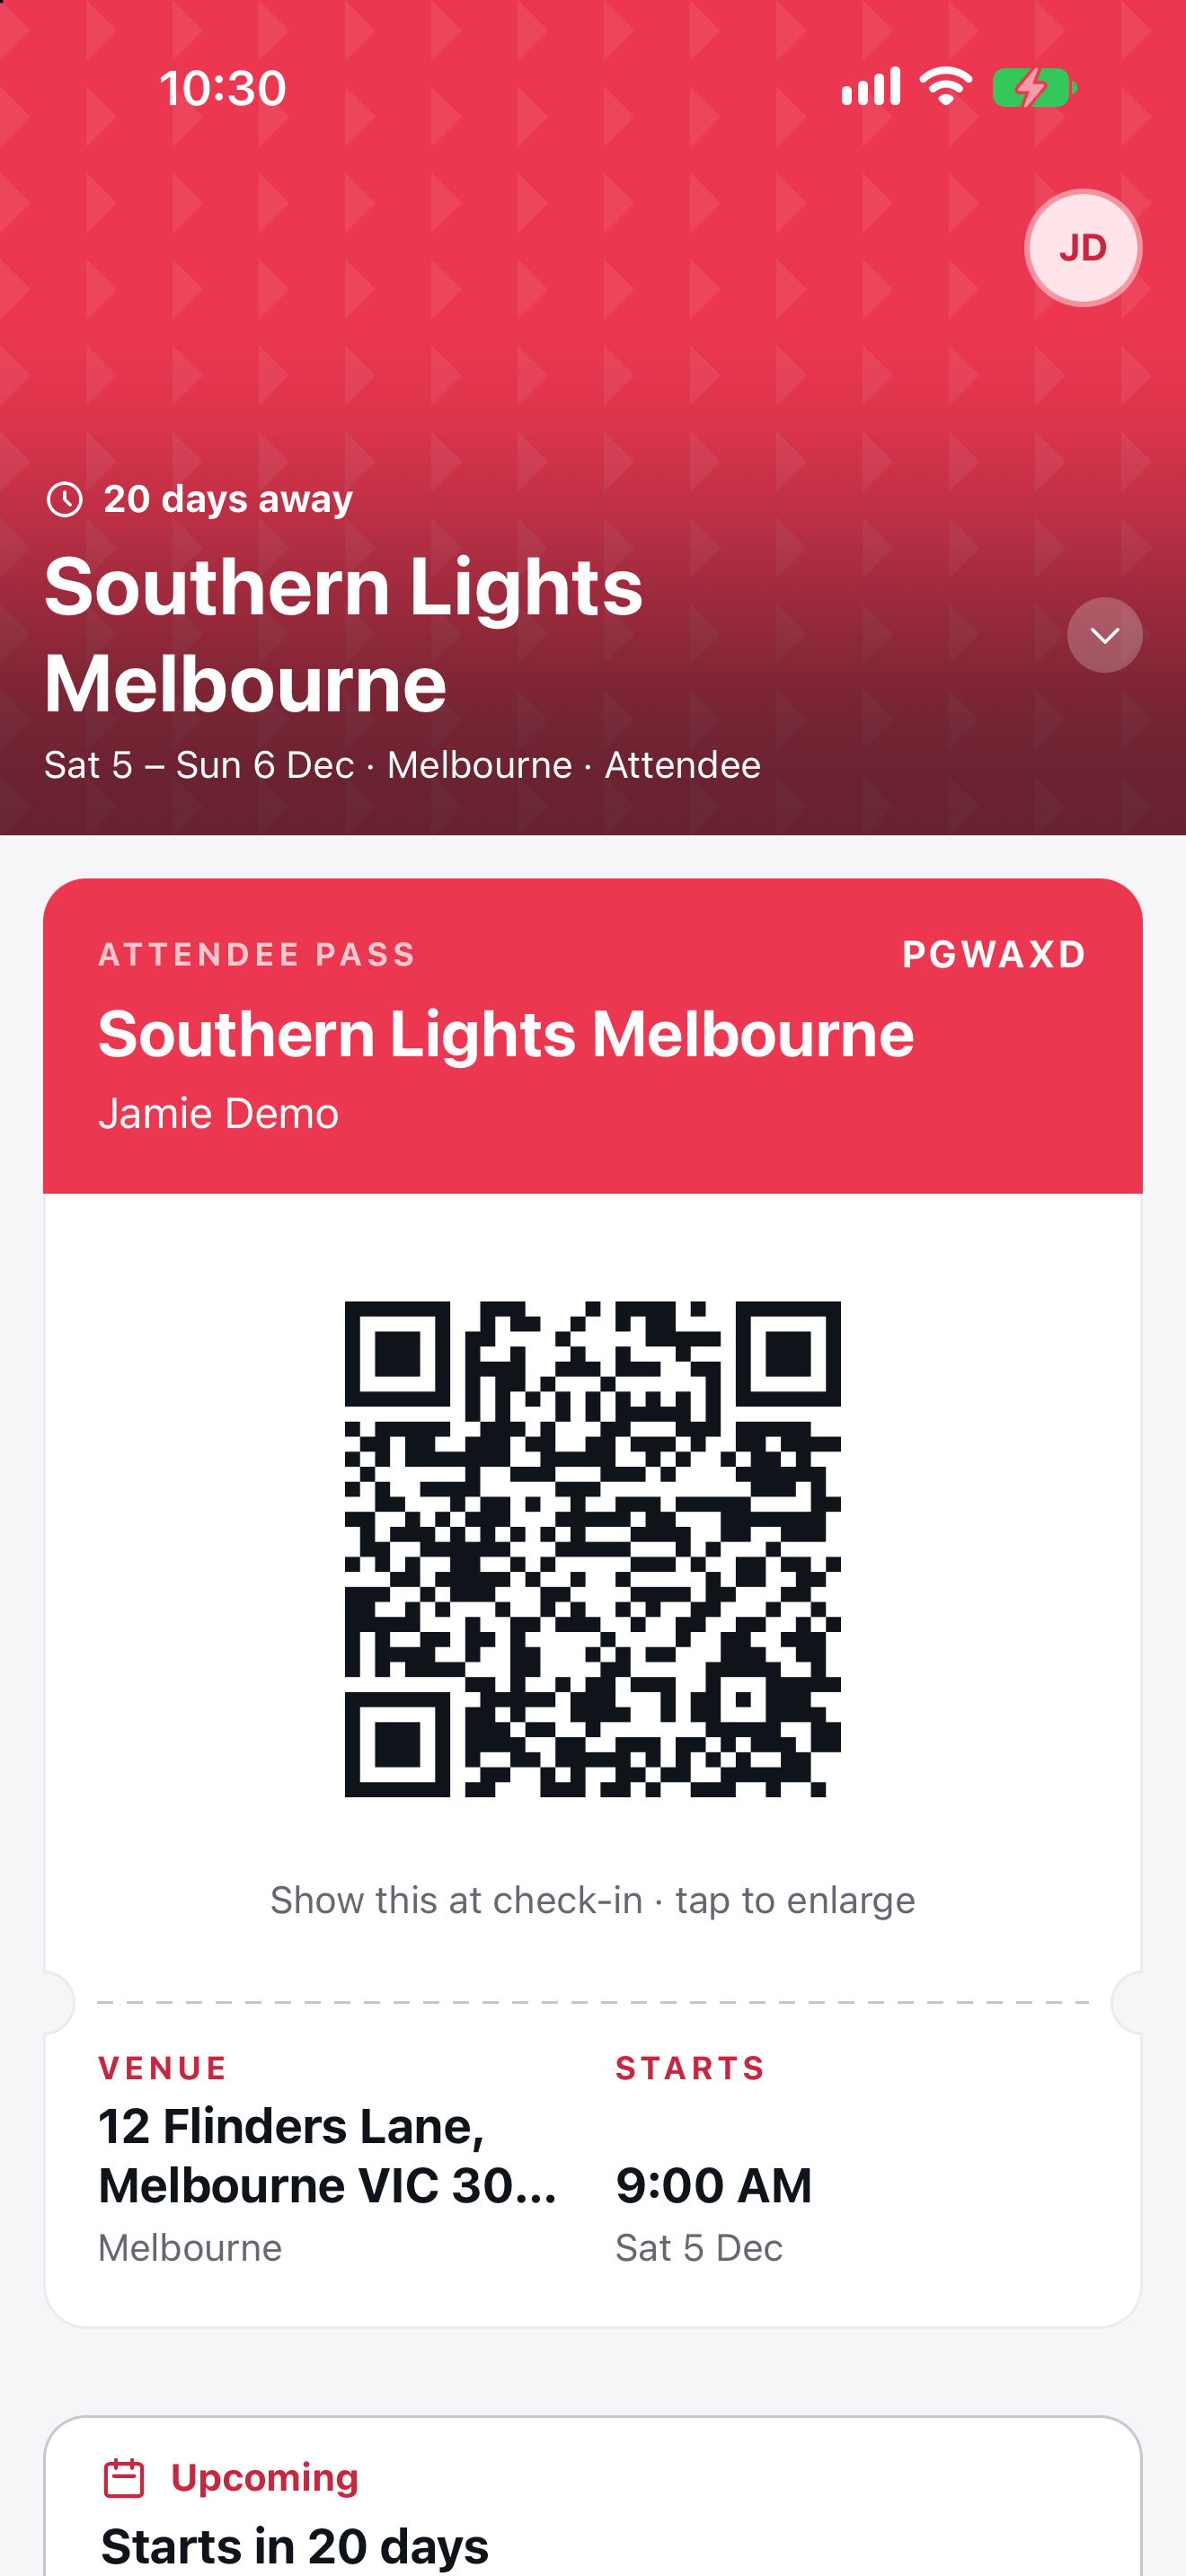 10:30
JD
20 days away
Southern Lights
Melbourne
Sat 5 – Sun 6 Dec · Melbourne · Attendee
ATTENDEE PASS
PGWAXD
Southern Lights Melbourne
Jamie Demo
Show this at check-in · tap to enlarge
VENUE
12 Flinders Lane,
Melbourne VIC 30...
Melbourne
STARTS
9:00 AM
Sat 5 Dec
Upcoming
Starts in 20 days